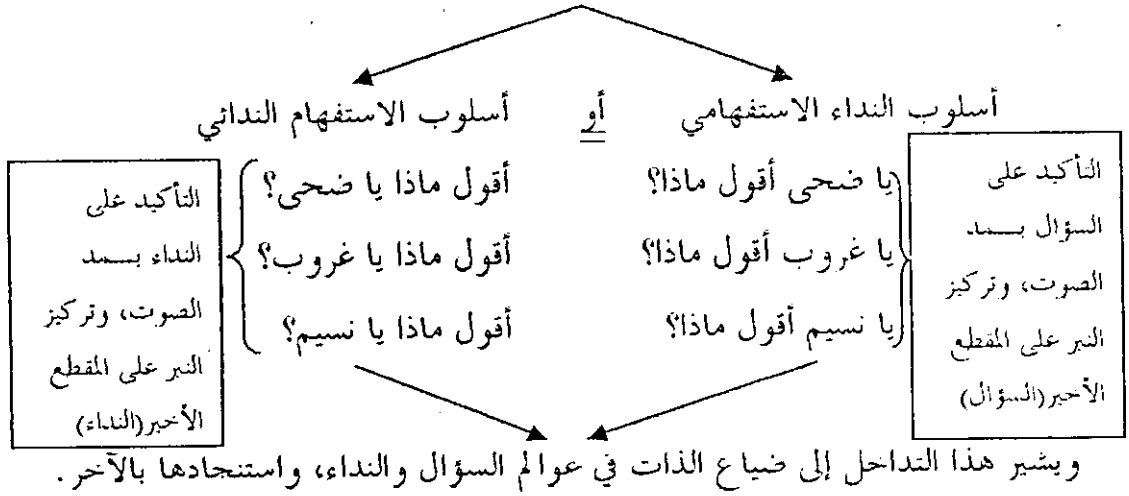 أسلوب النداء الاستفهامي أو أسلوب الاستفهام الندائي
التأكيد على
السؤال بـــمد
الصوت، وتركيز
النبر على المقطع
الأخير(السؤال)
يا ضحى أقول ماذا؟
يا غروب أقول ماذا؟
يا نسيم أقول ماذا؟
أقول ماذا يا ضحى؟
أقول ماذا يا غروب؟
أقول ماذا يا نسيم؟
التأكيد على
النداء بـــمد
الصوت، وتركيز
النبر على المقطع
الأخير(النداء)
ويشير هذا التداخل إلى ضياع الذات في عوالم السؤال والنداء، واستنجادها بالآخر.